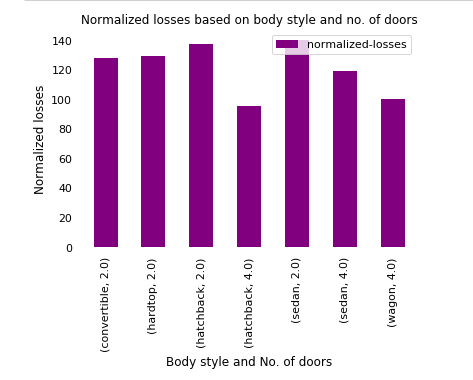 Normalized losses based on body style and no. of doors
normalized-losses
Normalized losses
140
120
100
80
60
40
20
0
(convertible, 2.0)
(hardtop, 2.0)
(hatchback, 2.0)
(hatchback, 4.0)
(sedan, 2.0)
(sedan, 4.0)
(wagon, 4.0)
Body style and No. of doors